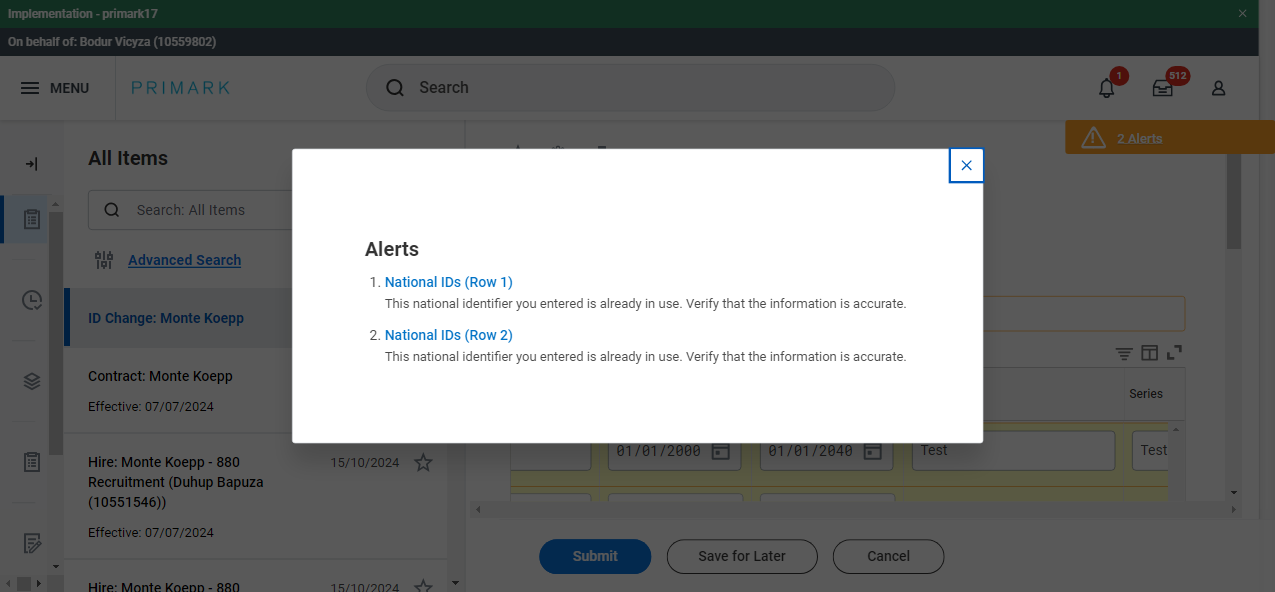 Implementation - primark17
On behalf of: Bodur Vicyza (10559802)
MENU
PRIMARK
Search
1
512
2 Alerts
All Items
Search: All Items
Advanced Search
ID Change: Monte Koepp
Contract: Monte Koepp
Effective: 07/07/2024
Hire: Monte Koepp - 880
Recruitment (Duhup Bapuza
(10551546))
15/10/2024
Effective: 07/07/2024
Hire: Monte Koepp - 880
15/10/2024
Alerts
1. National IDs (Row 1)
This national identifier you entered is already in use. Verify that the information is accurate.
2. National IDs (Row 2)
This national identifier you entered is already in use. Verify that the information is accurate.
Series
01/01/2000
01/01/2040
Test
Test
Submit
Save for Later
Cancel